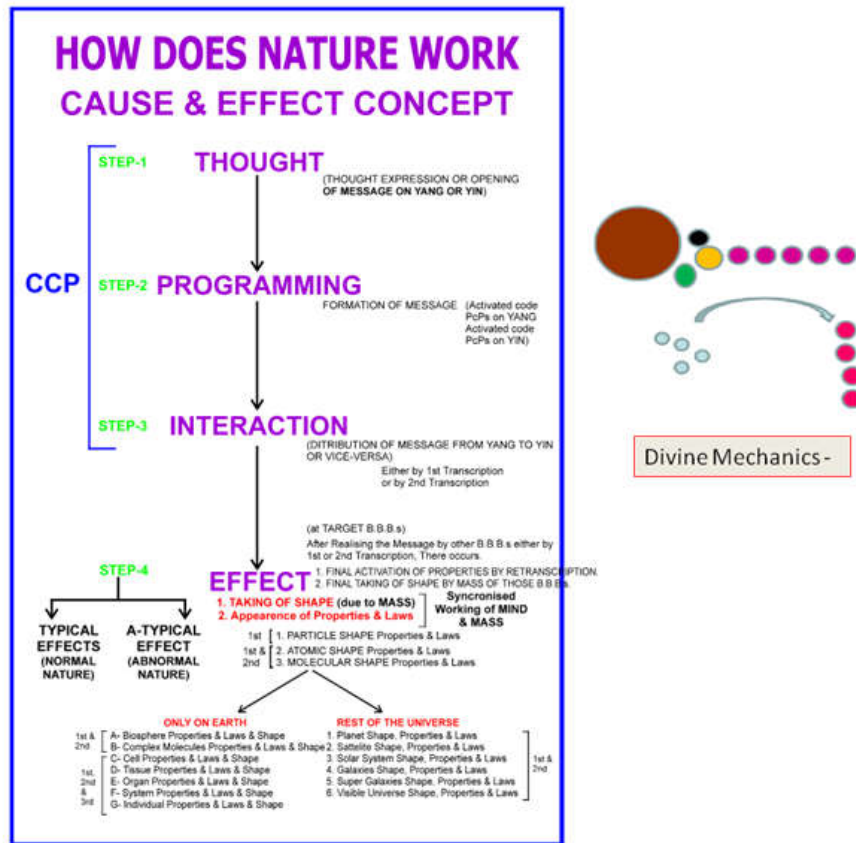 HOW DOES NATURE WORK
CAUSE & EFFECT CONCEPT
STEP-1
THOUGHT
(THOUGHT EXPRESSION OR OPENING
OF MESSAGE ON YANG OR YIN)
CCP
STEP-2
PROGRAMMING
FORMATION OF MESSAGE
(Activated code
PcPs on YANG
Activated code
PcPs on YIN)
STEP-3
INTERACTION
(DITRIBUTION OF MESSAGE FROM YANG TO YIN
OR VICE-VERSA)
Either by 1st Transcription
or by 2nd Transcription
Divine Mechanics -
(at TARGET B.B.B.s)
After Realising the Message by other B.B.B.s either by
1st or 2nd Transcription, There occurs.
STEP-4
EFFECT
1. FINAL ACTIVATION OF PROPERTIES BY RETRANSCRIPTION.
2. FINAL TAKING OF SHAPE BY MASS OF THOSE B.B.B.s.
1. TAKING OF SHAPE (due to MASS)
2. Appearence of Properties & Laws
Syncronised
Working of MIND
& MASS
TYPICAL
EFFECTS
(NORMAL
NATURE)
A-TYPICAL
EFFECT
(ABNORMAL
NATURE)
1st
1. PARTICLE SHAPE Properties & Laws
1st &
2nd
2. ATOMIC SHAPE Properties & Laws
3. MOLECULAR SHAPE Properties & Laws
ONLY ON EARTH
1st &
2nd
A- Biosphere Properties & Laws & Shape
B- Complex Molecules Properties & Laws & Shape
1st,
2nd
&
3rd
C- Cell Properties & Laws & Shape
D- Tissue Properties & Laws & Shape
E- Organ Properties & Laws & Shape
F- System Properties & Laws & Shape
G- Individual Properties & Laws & Shape
REST OF THE UNIVERSE
1. Planet Shape, Properties & Laws
2. Sattelite Shape, Properties & Laws
3. Solar System Shape, Properties & Laws
4. Galaxies Shape, Properties & Laws
5. Super Galaxies Shape, Properties & Laws
6. Visible Universe Shape, Properties & Laws
1st &
2nd